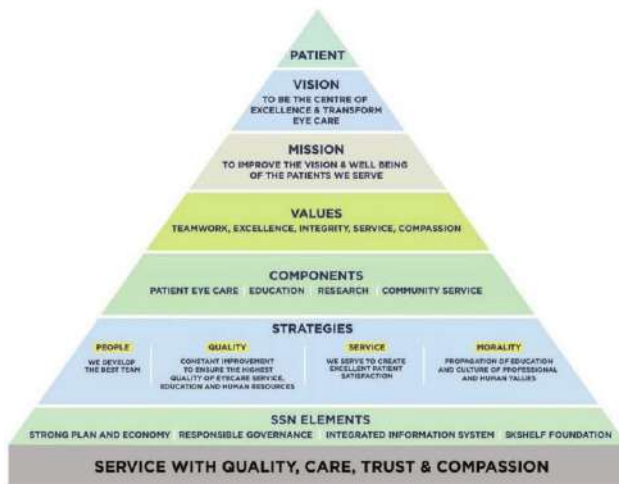 PATIENT
VISION
TO BE THE CENTRE OF
EXCELLENCE & TRANSFORM
EYE CARE
MISSION
TO IMPROVE THE VISION & WELL BEING
OF THE PATIENTS WE SERVE
VALUES
TEAMWORK, EXCELLENCE, INTEGRITY, SERVICE, COMPASSION
COMPONENTS
PATIENT EYE CARE | EDUCATION | RESEARCH | COMMUNITY SERVICE
STRATEGIES
PEOPLE
WE DEVELOP
THE BEST TEAM
QUALITY
CONSTANT IMPROVEMENT
TO ENSURE THE HIGHEST
QUALITY OF EYECARE SERVICE,
EDUCATION AND HUMAN RESOURCES
SERVICE
WE SERVE TO CREATE
EXCELLENT PATIENT
SATISFACTION
MORALITY
PROPAGATION OF EDUCATION
AND CULTURE OF PROFESSIONAL
AND HUMAN TALUES
SSN ELEMENTS
STRONG PLAN AND ECONOMY | RESPONSIBLE GOVERNANCE | INTEGRATED INFORMATION SYSTEM | SKSHELF FOUNDATION
SERVICE WITH QUALITY, CARE, TRUST & COMPASSION